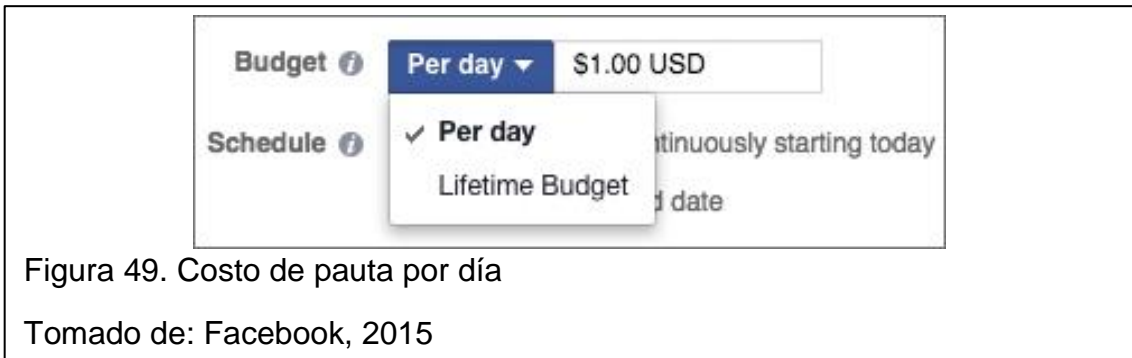 Budget Per day $1.00 USD
Per day
Schedule tinuously starting today
Lifetime Budget
date
Figura 49. Costo de pauta por día
Tomado de: Facebook, 2015